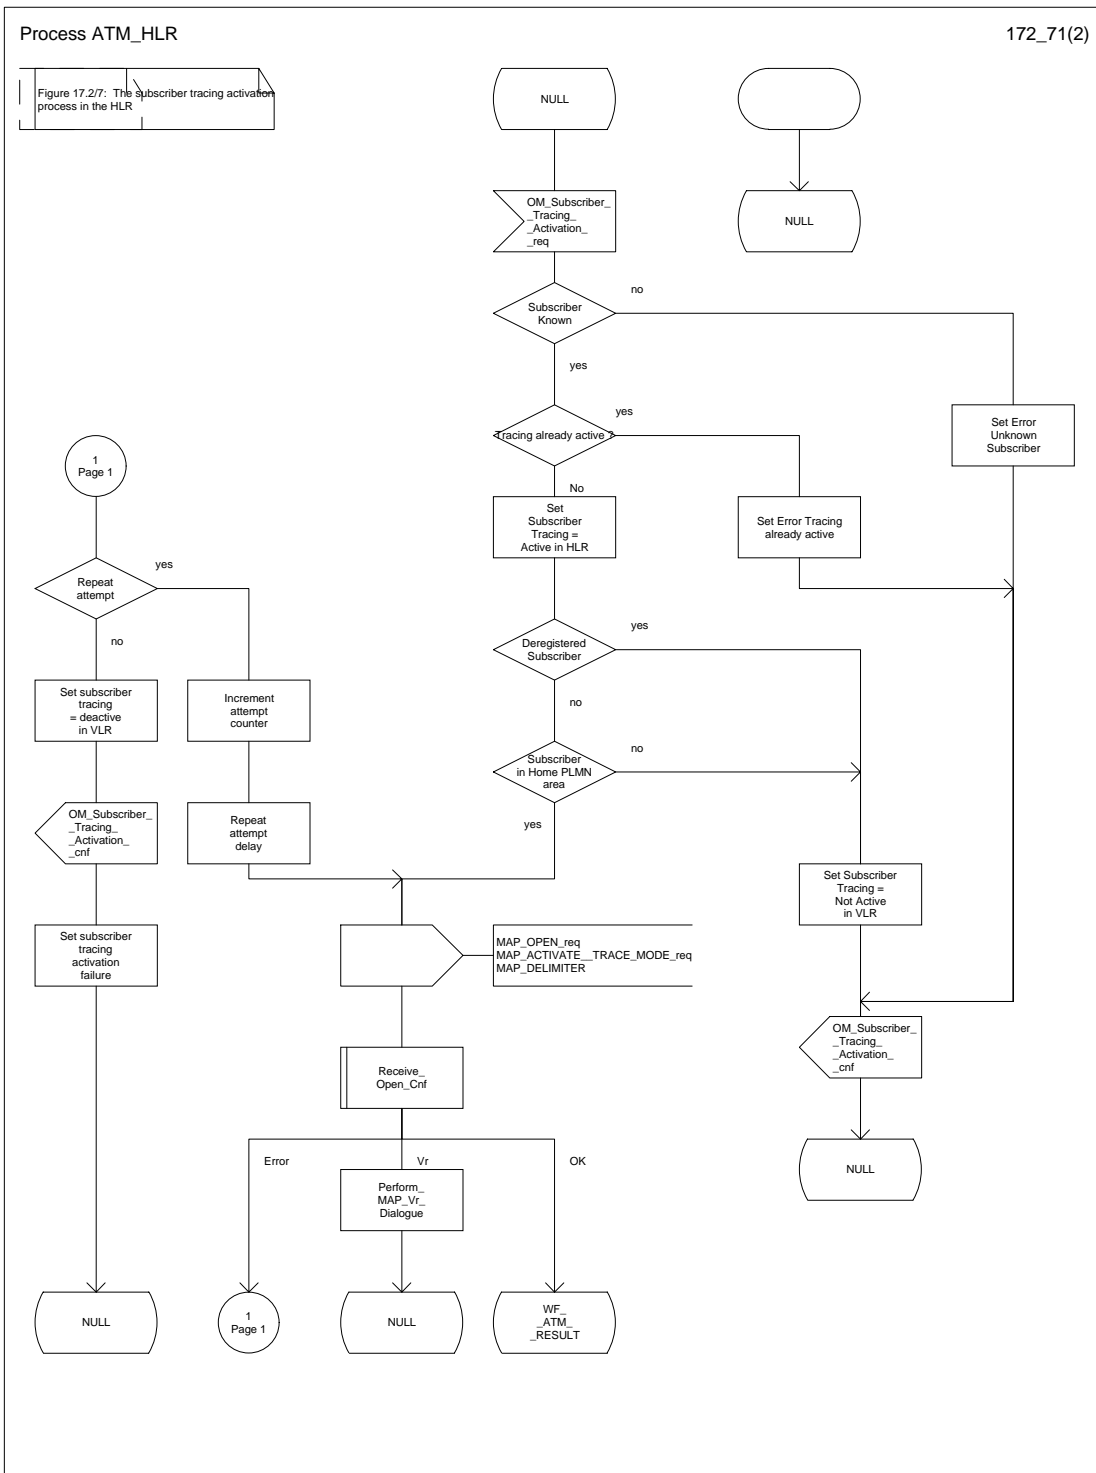 Process ATM_HLR
172_71(2)
Figure 17.2/7: The subscriber tracing activation
process in the HLR
NULL
OM_Subscriber_
_Tracing_
_Activation_
_req
NULL
Subscriber
Known
no
yes
Tracing already active ?
yes
No
Set Error
Unknown
Subscriber
1
Page 1
Set
Subscriber
Tracing =
Active in HLR
Set Error Tracing
already active
Repeat
attempt
yes
no
Deregistered
Subscriber
yes
no
Set subscriber
tracing
= deactive
in VLR
Increment
attempt
counter
Subscriber
in Home PLMN
area
no
yes
OM_Subscriber_
_Tracing_
_Activation_
_cnf
Repeat
attempt
delay
Set Subscriber
Tracing =
Not Active
in VLR
Set subscriber
tracing
activation
failure
MAP_OPEN_req
MAP_ACTIVATE__TRACE_MODE_req
MAP_DELIMITER
OM_Subscriber_
_Tracing_
_Activation_
_cnf
Receive_
Open_Cnf
Error
Vr
OK
NULL
Perform_
MAP_Vr_
Dialogue
NULL
1
Page 1
NULL
WF_
_ATM_
_RESULT